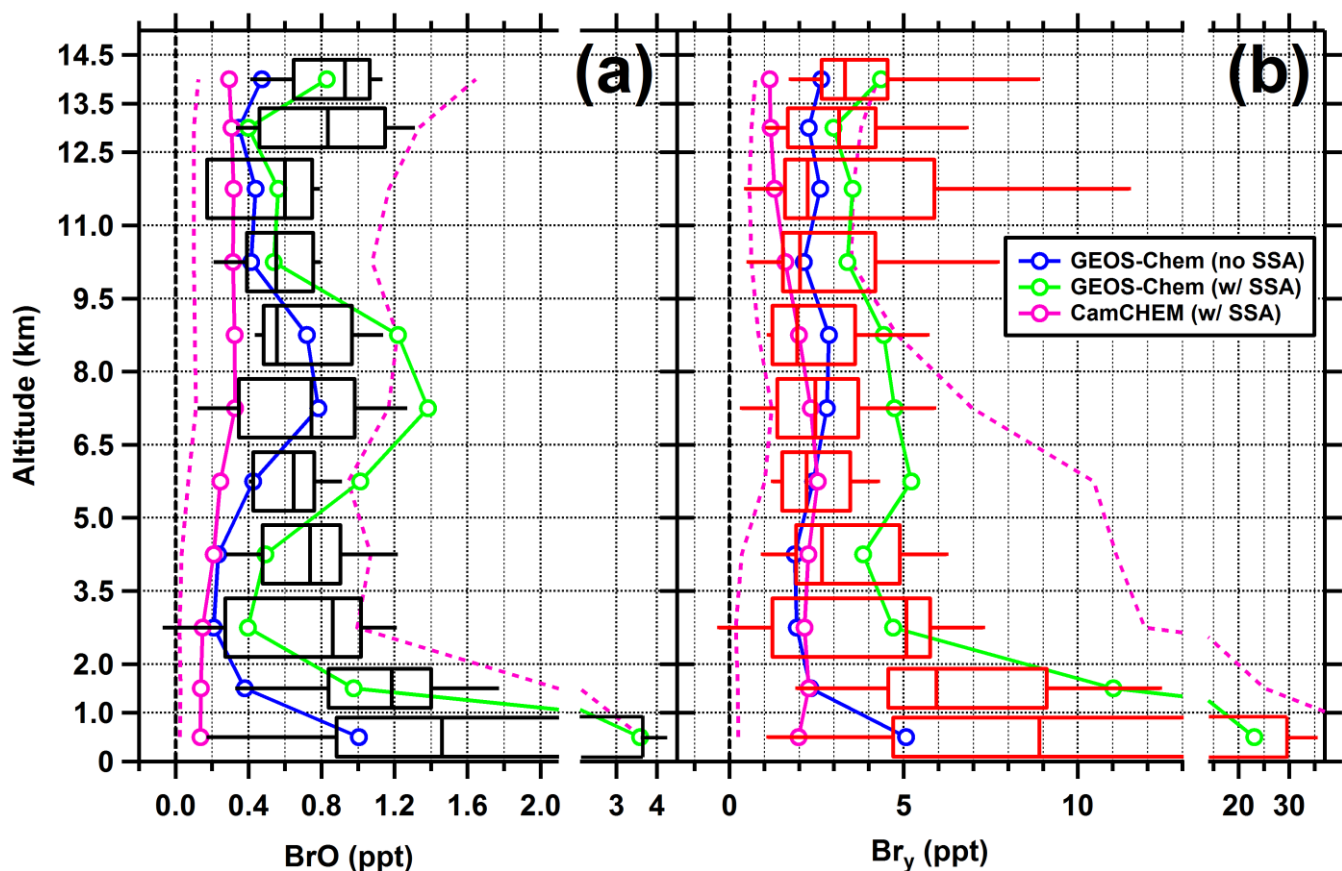 (a)
(b)
14.5
13.5
12.5
11.0
9.5
8.0
6.5
5.0
3.5
2.0
1.0
0
Altitude (km)
GEOS-Chem (no SSA)
GEOS-Chem (w/ SSA)
CamCHEM (w/ SSA)
0.0 0.4 0.8 1.2 1.6 2.0 3 4
0 5 10 20 30
BrO (ppt)
Bry (ppt)